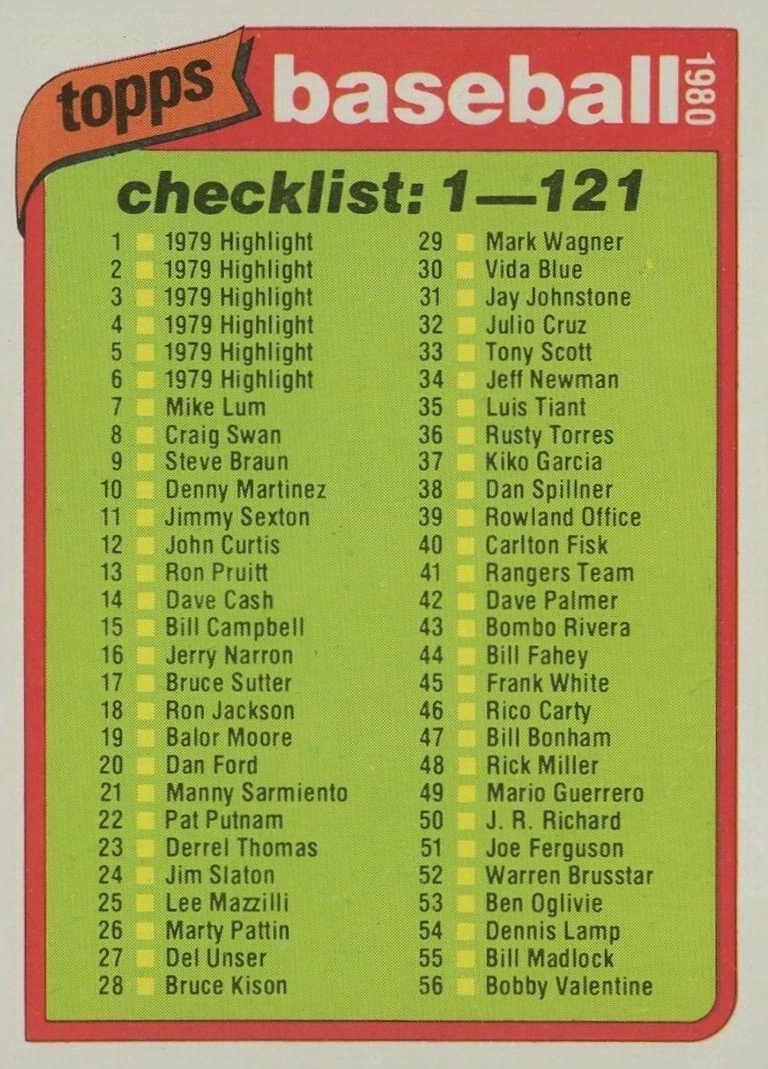 topps
baseball 1980
checklist: 1—121
1 1979 Highlight
2 1979 Highlight
3 1979 Highlight
4 1979 Highlight
5 1979 Highlight
6 1979 Highlight
7 Mike Lum
8 Craig Swan
9 Steve Braun
10 Denny Martinez
11 Jimmy Sexton
12 John Curtis
13 Ron Pruitt
14 Dave Cash
15 Bill Campbell
16 Jerry Narron
17 Bruce Sutter
18 Ron Jackson
19 Balor Moore
20 Dan Ford
21 Manny Sarmiento
22 Pat Putnam
23 Derrel Thomas
24 Jim Slaton
25 Lee Mazzilli
26 Marty Pattin
27 Del Unser
28 Bruce Kison
29 Mark Wagner
30 Vida Blue
31 Jay Johnstone
32 Julio Cruz
33 Tony Scott
34 Jeff Newman
35 Luis Tiant
36 Rusty Torres
37 Kiko Garcia
38 Dan Spillner
39 Rowland Office
40 Carlton Fisk
41 Rangers Team
42 Dave Palmer
43 Bombo Rivera
44 Bill Fahey
45 Frank White
46 Rico Carty
47 Bill Bonham
48 Rick Miller
49 Mario Guerrero
50 J. R. Richard
51 Joe Ferguson
52 Warren Brusstar
53 Ben Oglivie
54 Dennis Lamp
55 Bill Madlock
56 Bobby Valentine